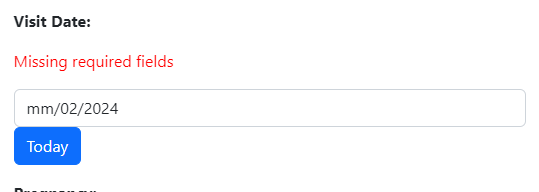 Visit Date:
Missing required fields
mm/02/2024
Today